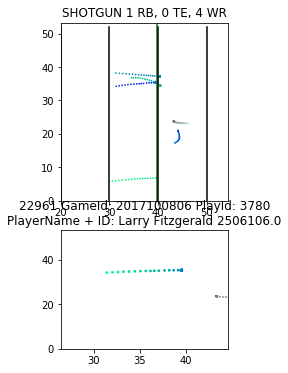 SHOTGUN 1 RB, 0 TE, 4 WR
50
40
30
20
10
0
20 30 40 50
22961 GameId: 2017100806 PlayId: 3780
PlayerName + ID: Larry Fitzgerald 2506106.0
40
20
0
30 35 40